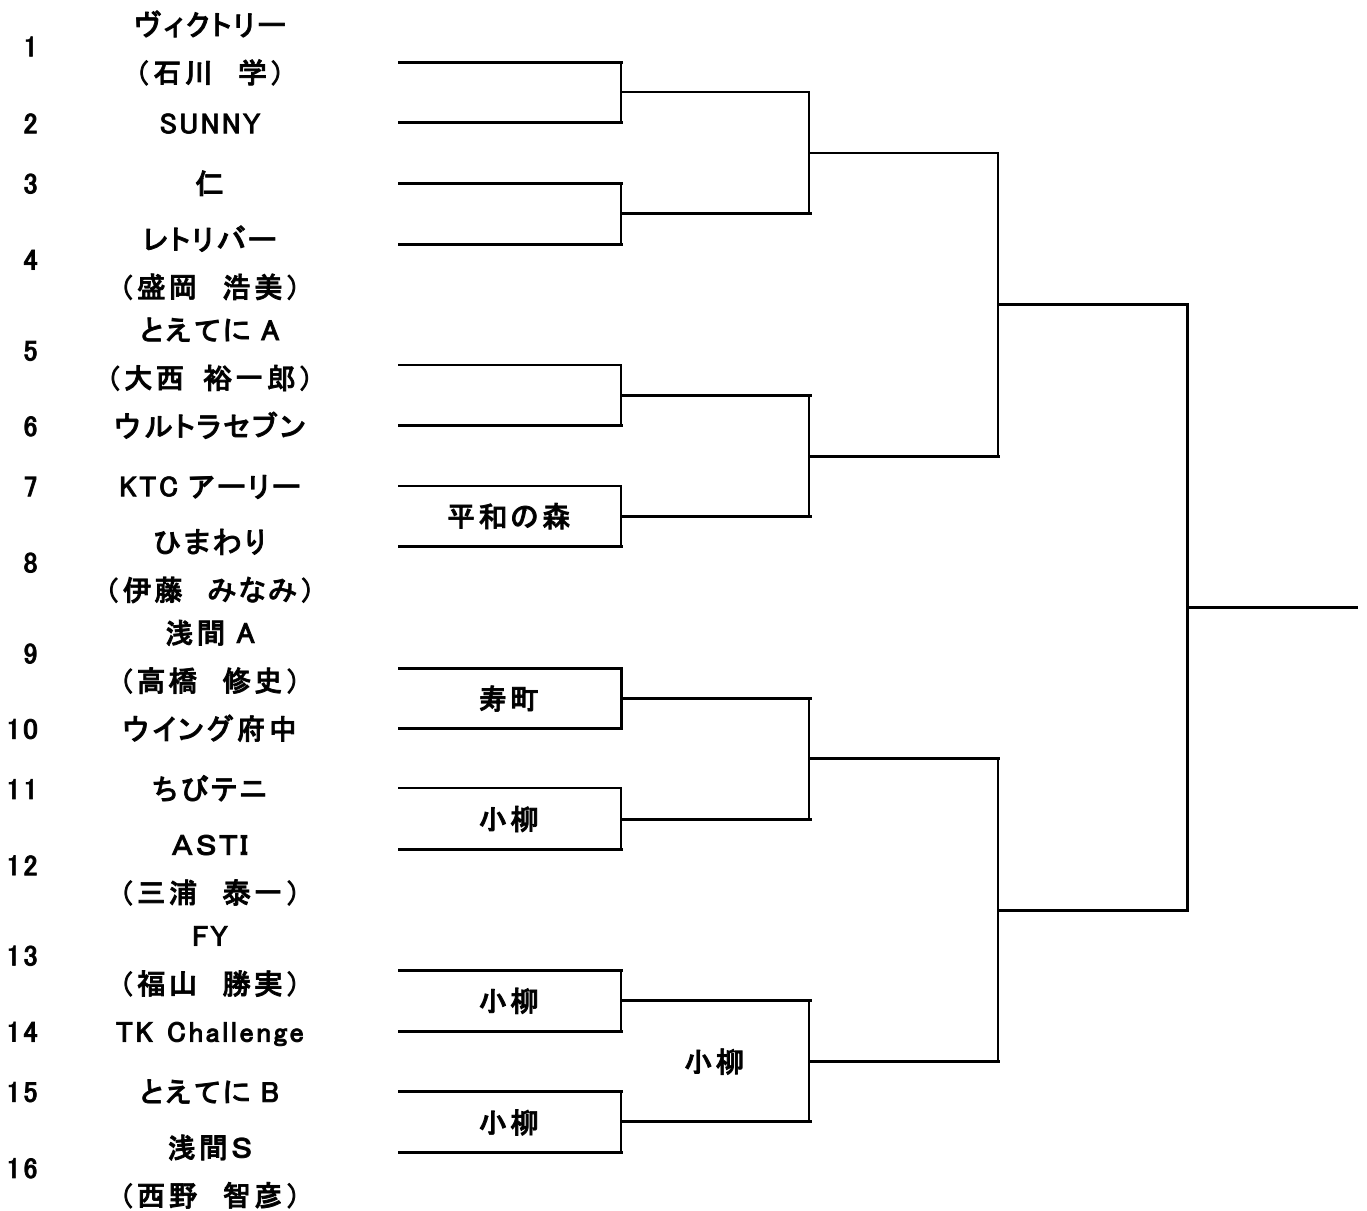 1 ヴィクトリー
(石川 学)
2 SUNNY
3 仁
4 レトリバー
(盛岡 浩美)
5 とえてに A
(大西 裕一郎)
6 ウルトラセブン
7 KTC アーリー
平和の森
8 ひまわり
(伊藤 みなみ)
9 浅間 A
(高橋 修史)
寿町
10 ウイング府中
11 ちびテニ
小柳
12 ASTI
(三浦 泰一)
13 FY
(福山 勝実)
小柳
14 TK Challenge
小柳
15 とえてに B
小柳
16 浅間S
(西野 智彦)